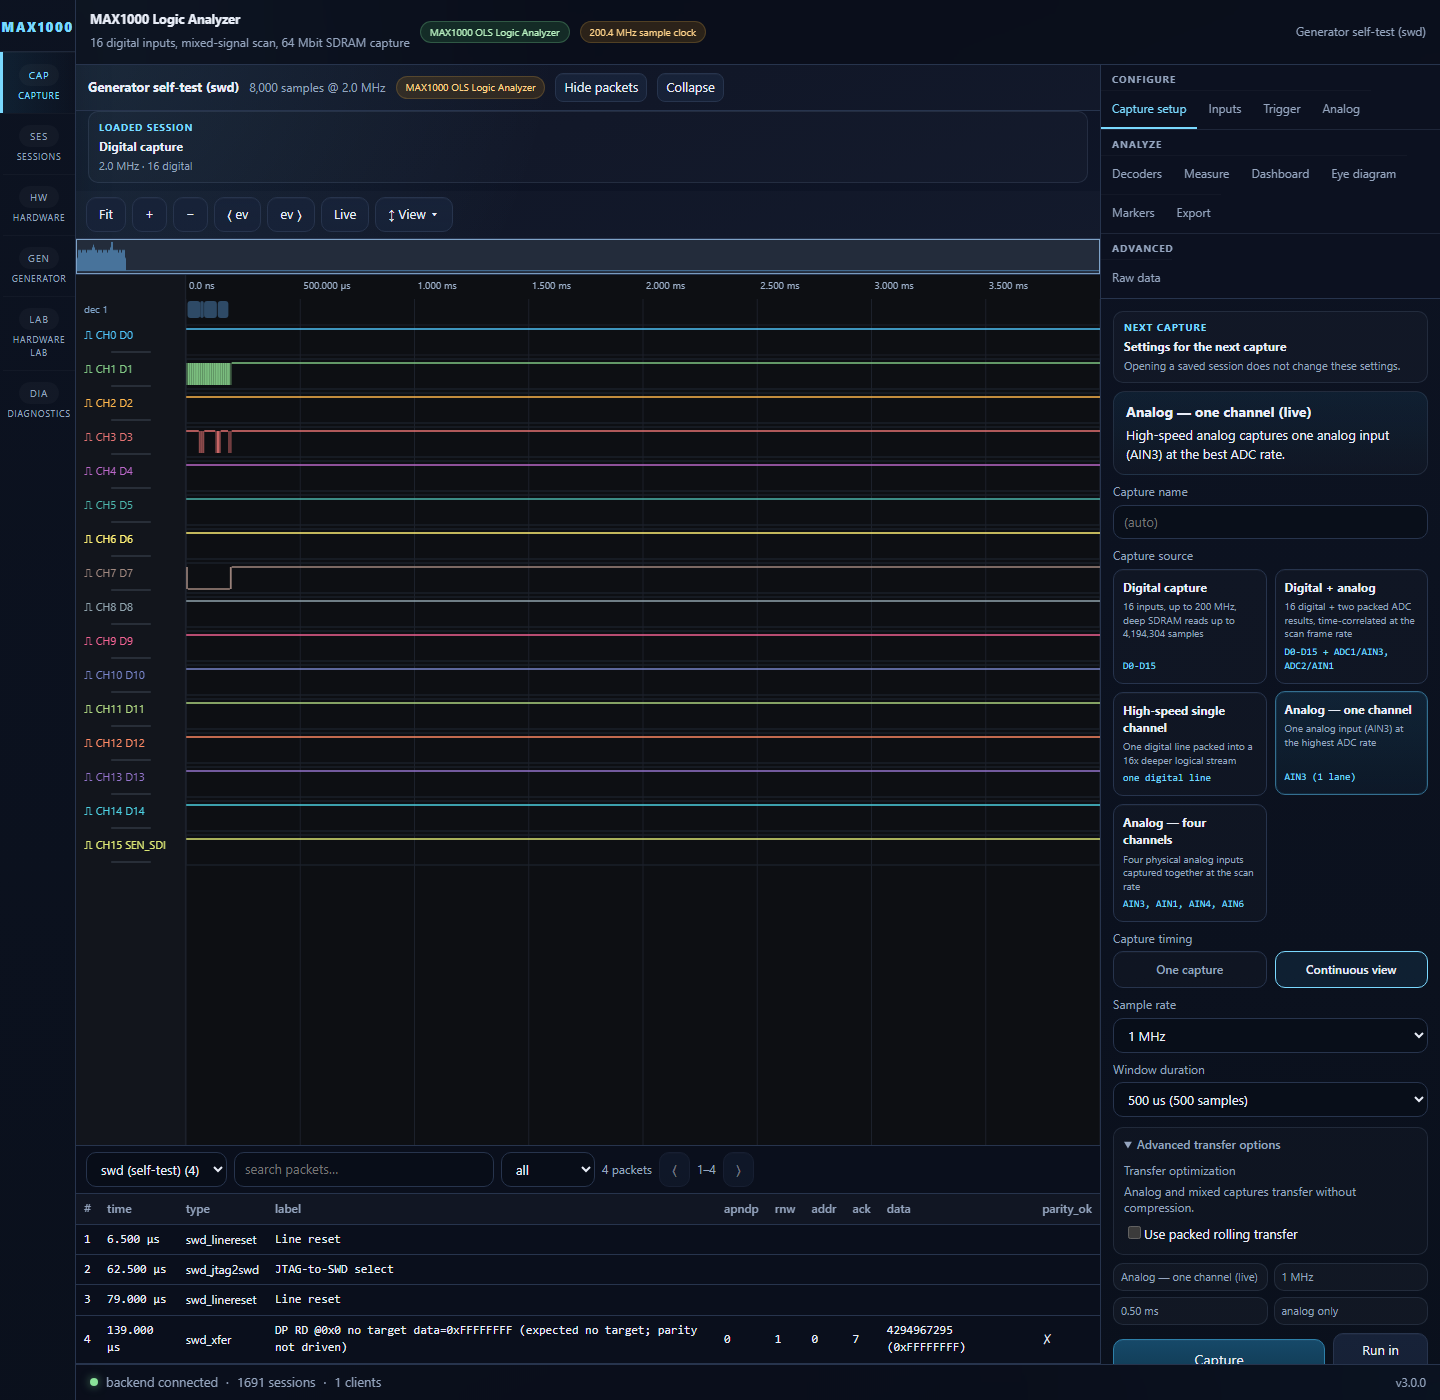 MAX1000
CAP
CAPTURE
SES
SESSIONS
HW
HARDWARE
GEN
GENERATOR
LAB
HARDWARE
LAB
DIA
DIAGNOSTICS
MAX1000 Logic Analyzer
16 digital inputs, mixed-signal scan, 64 Mbit SDRAM capture
MAX1000 OLS Logic Analyzer
200.4 MHz sample clock
Generator self-test (swd)
Generator self-test (swd)
8,000 samples @ 2.0 MHz
MAX1000 OLS Logic Analyzer
Hide packets
Collapse
LOADED SESSION
Digital capture
2.0 MHz · 16 digital
Fit
+
−
⟨ ev
ev ⟩
Live
↕ View ▾
0.0 ns
500.000 µs
1.000 ms
1.500 ms
2.000 ms
2.500 ms
3.000 ms
3.500 ms
dec 1
CH0 D0
CH1 D1
CH2 D2
CH3 D3
CH4 D4
CH5 D5
CH6 D6
CH7 D7
CH8 D8
CH9 D9
CH10 D10
CH11 D11
CH12 D12
CH13 D13
CH14 D14
CH15 SEN_SDI
swd (self-test) (4)
search packets...
all
4 packets
⟨
1–4
⟩
# time type label apndp rnw addr ack data parity_ok
1 6.500 µs swd_linereset Line reset
2 62.500 µs swd_jtag2swd JTAG-to-SWD select
3 79.000 µs swd_linereset Line reset
4 139.000 µs swd_xfer DP RD @0x0 no target data=0xFFFFFFFF (expected no target; parity not driven) 0 1 0 7 4294967295 (0xFFFFFFFF) ✗
CONFIGURE
Capture setup
Inputs
Trigger
Analog
ANALYZE
Decoders
Measure
Dashboard
Eye diagram
Markers
Export
ADVANCED
Raw data
NEXT CAPTURE
Settings for the next capture
Opening a saved session does not change these settings.
Analog — one channel (live)
High-speed analog captures one analog input
(AIN3) at the best ADC rate.
Capture name
(auto)
Capture source
Digital capture
16 inputs, up to 200 MHz,
deep SDRAM reads up to
4,194,304 samples
D0-D15
Digital + analog
16 digital + two packed ADC
results, time-correlated at the
scan frame rate
D0-D15 + ADC1/AIN3,
ADC2/AIN1
High-speed single
channel
One digital line packed into a
16x deeper logical stream
one digital line
Analog — one channel
One analog input (AIN3) at
the highest ADC rate
AIN3 (1 lane)
Analog — four
channels
Four physical analog inputs
captured together at the scan
rate
AIN3, AIN1, AIN4, AIN6
Capture timing
One capture
Continuous view
Sample rate
1 MHz
Window duration
500 us (500 samples)
▼ Advanced transfer options
Transfer optimization
Analog and mixed captures transfer without
compression.
Use packed rolling transfer
Analog — one channel (live)
1 MHz
0.50 ms
analog only
Capture
Run in
backend connected · 1691 sessions · 1 clients
v3.0.0